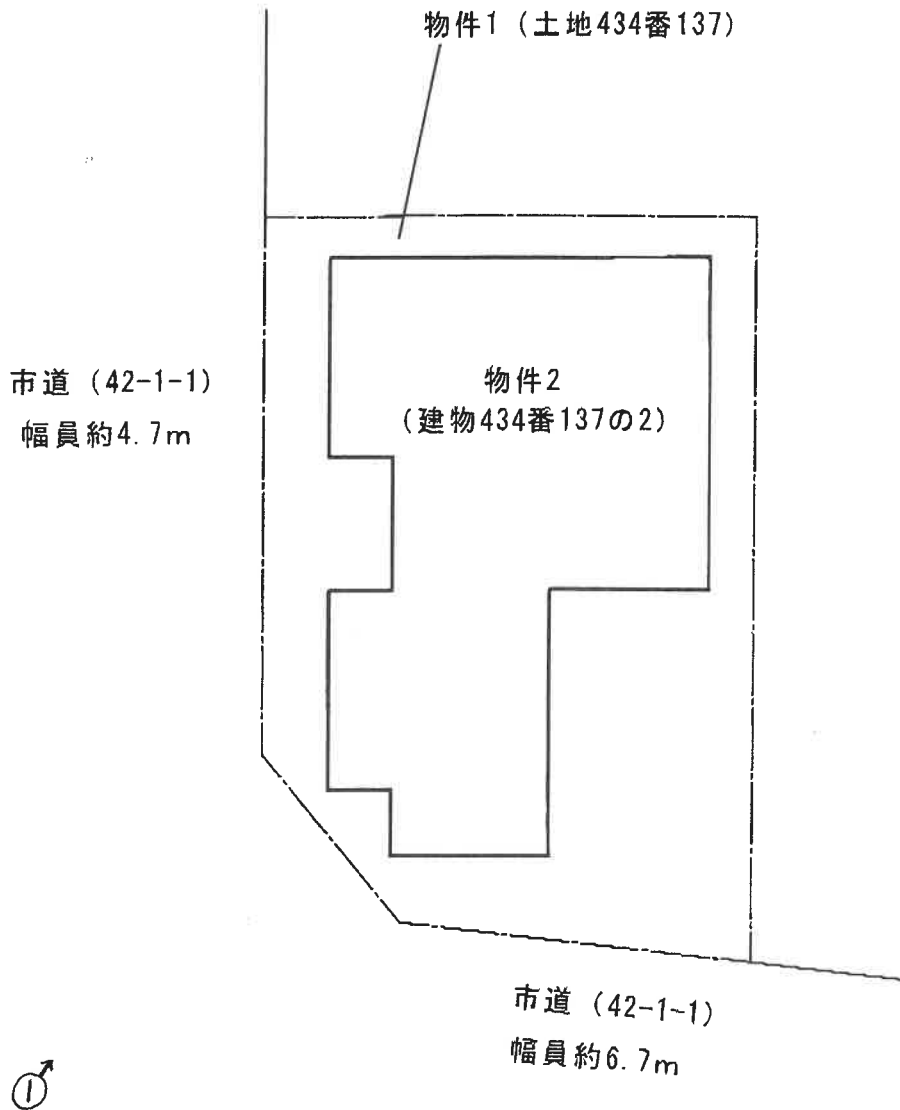 物件1（土地434番137）
市道（42-1-1）
幅員約4.7m
物件2
（建物434番137の2）
市道（42-1-1）
幅員約6.7m
①